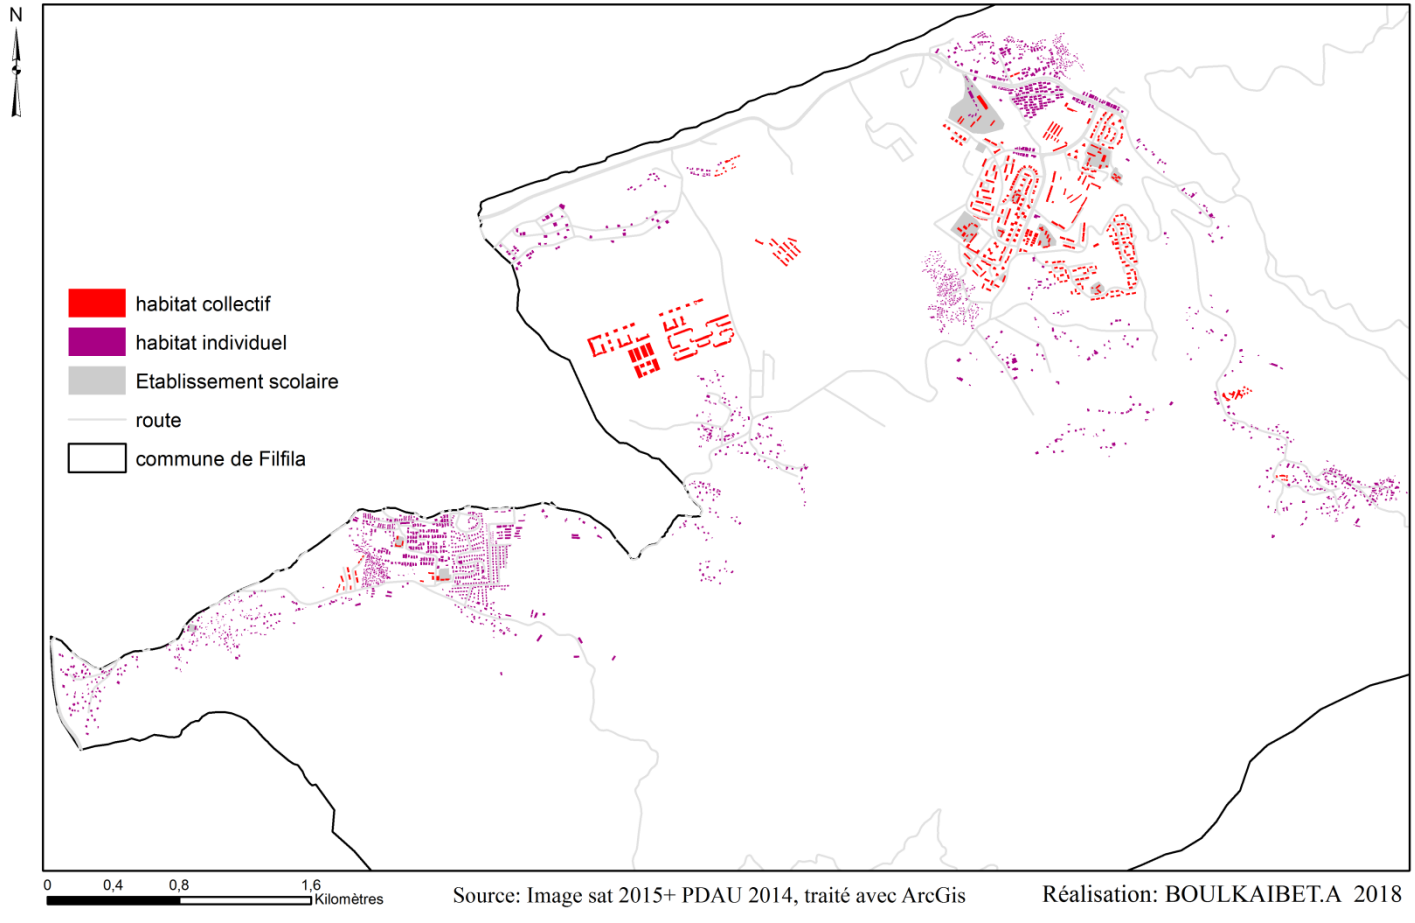 N
habitat collectif
habitat individuel
Etablissement scolaire
route
commune de Filfila
0 0,4 0,8 1,6
Kilomètres
Source: Image sat 2015+ PDAU 2014, traité avec ArcGis
Réalisation: BOULKAIBET.A 2018